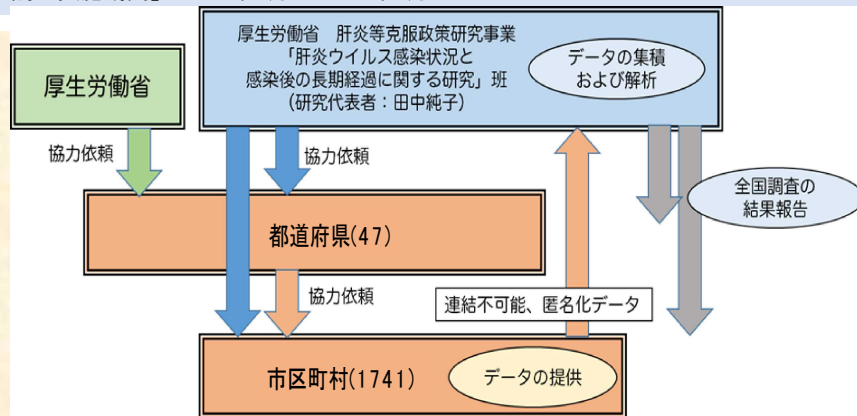 厚生労働省
厚生労働省 肝炎等克服政策研究事業
「肝炎ウイルス感染状況と
感染後の長期経過に関する研究」班
(研究代表者:田中純子)
データの集積
および解析
協力依頼
協力依頼
全国調査の
結果報告
都道府県(47)
協力依頼
連結不可能、匿名化データ
市区町村(1741)
データの提供